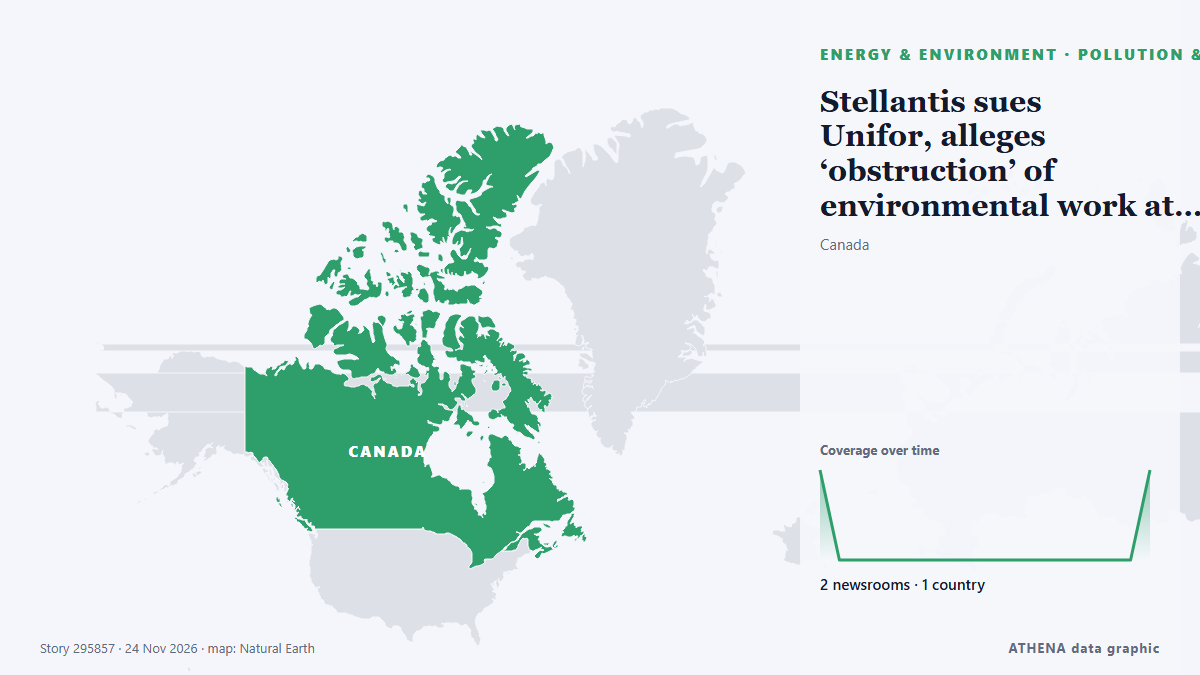 ENERGY & ENVIRONMENT · POLLUTION &
Stellantis sues
Unifor, alleges
‘obstruction’ of
environmental work at…
Canada
CANADA
Coverage over time
2 newsrooms · 1 country
Story 295857 · 24 Nov 2026 · map: Natural Earth
ATHENA data graphic